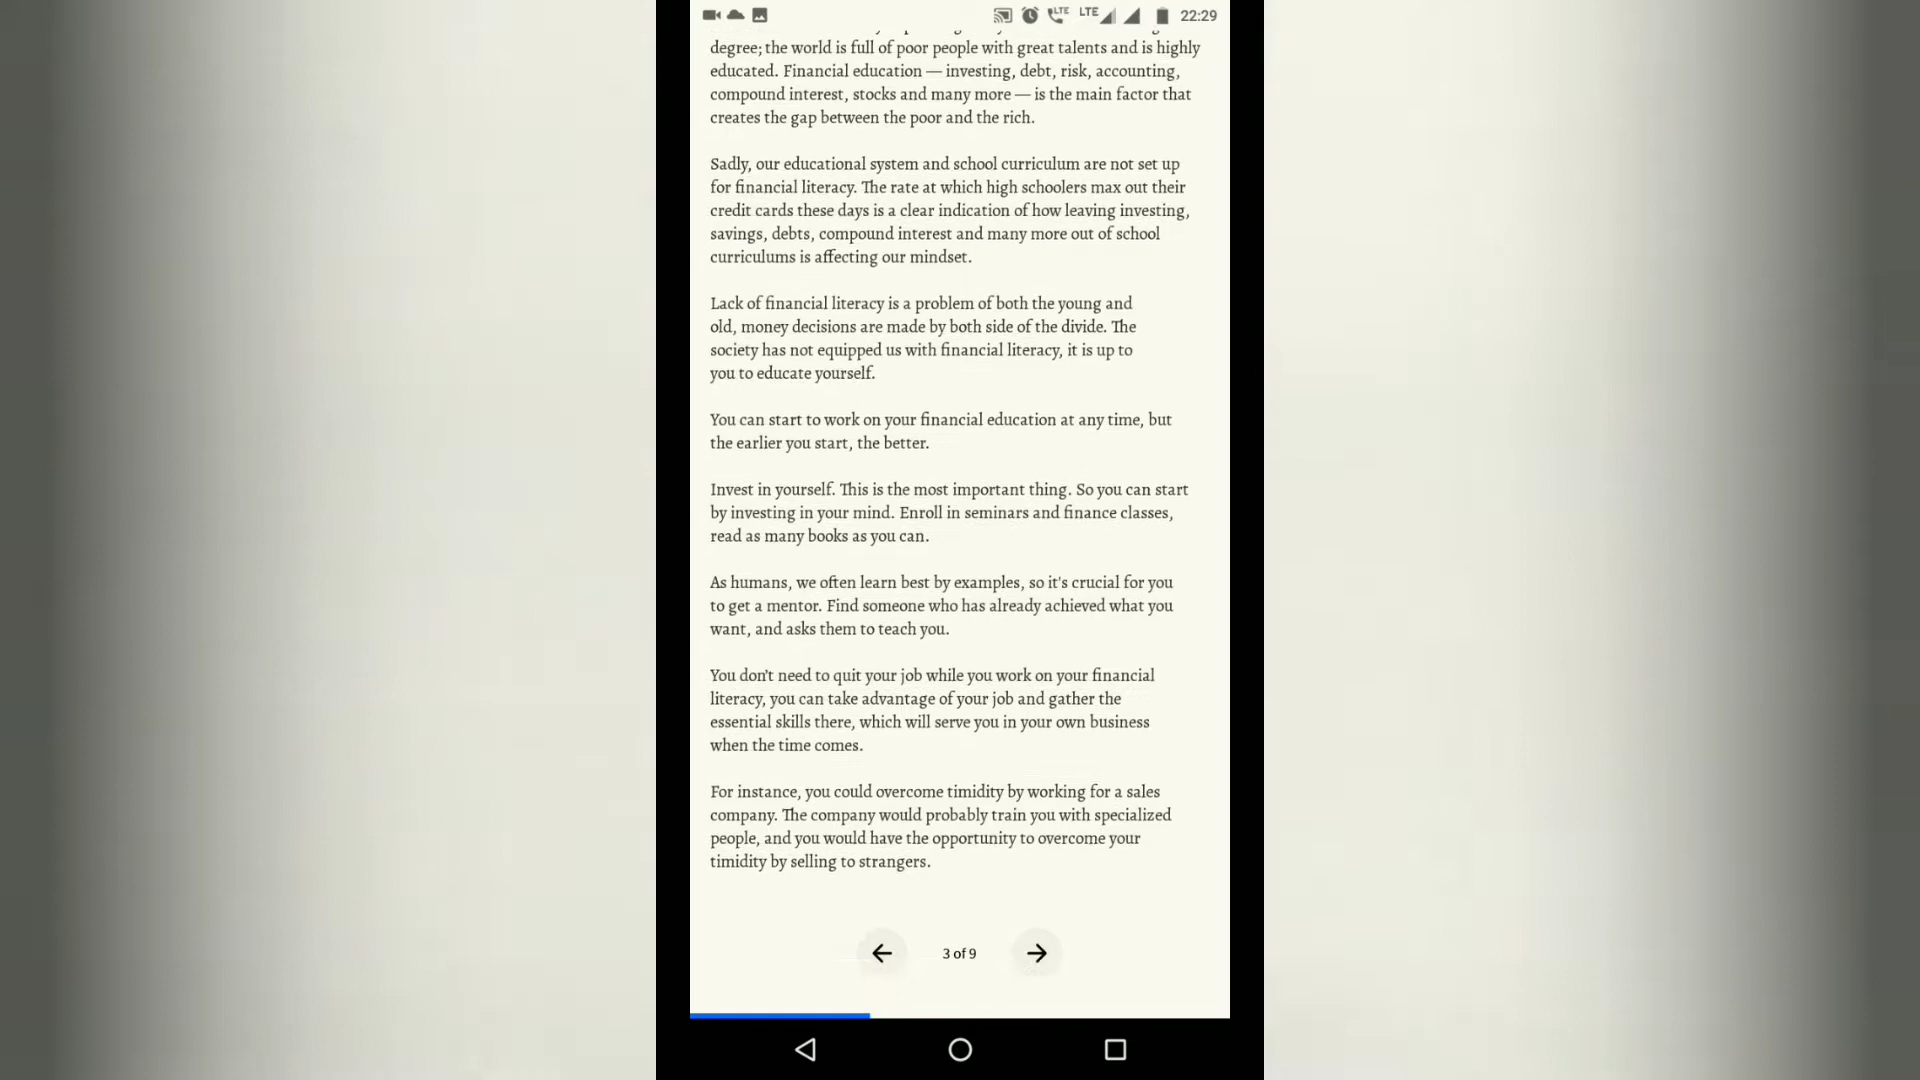 LTE LTE 22:29
degree; the world is full of poor people with great talents and is highly
educated. Financial education — investing, debt, risk, accounting,
compound interest, stocks and many more — is the main factor that
creates the gap between the poor and the rich.
Sadly, our educational system and school curriculum are not set up
for financial literacy. The rate at which high schoolers max out their
credit cards these days is a clear indication of how leaving investing,
savings, debts, compound interest and many more out of school
curriculums is affecting our mindset.
Lack of financial literacy is a problem of both the young and
old, money decisions are made by both side of the divide. The
society has not equipped us with financial literacy, it is up to
you to educate yourself.
You can start to work on your financial education at any time, but
the earlier you start, the better.
Invest in yourself. This is the most important thing. So you can start
by investing in your mind. Enroll in seminars and finance classes,
read as many books as you can.
As humans, we often learn best by examples, so it's crucial for you
to get a mentor. Find someone who has already achieved what you
want, and asks them to teach you.
You don't need to quit your job while you work on your financial
literacy, you can take advantage of your job and gather the
essential skills there, which will serve you in your own business
when the time comes.
For instance, you could overcome timidity by working for a sales
company. The company would probably train you with specialized
people, and you would have the opportunity to overcome your
timidity by selling to strangers.
3 of 9